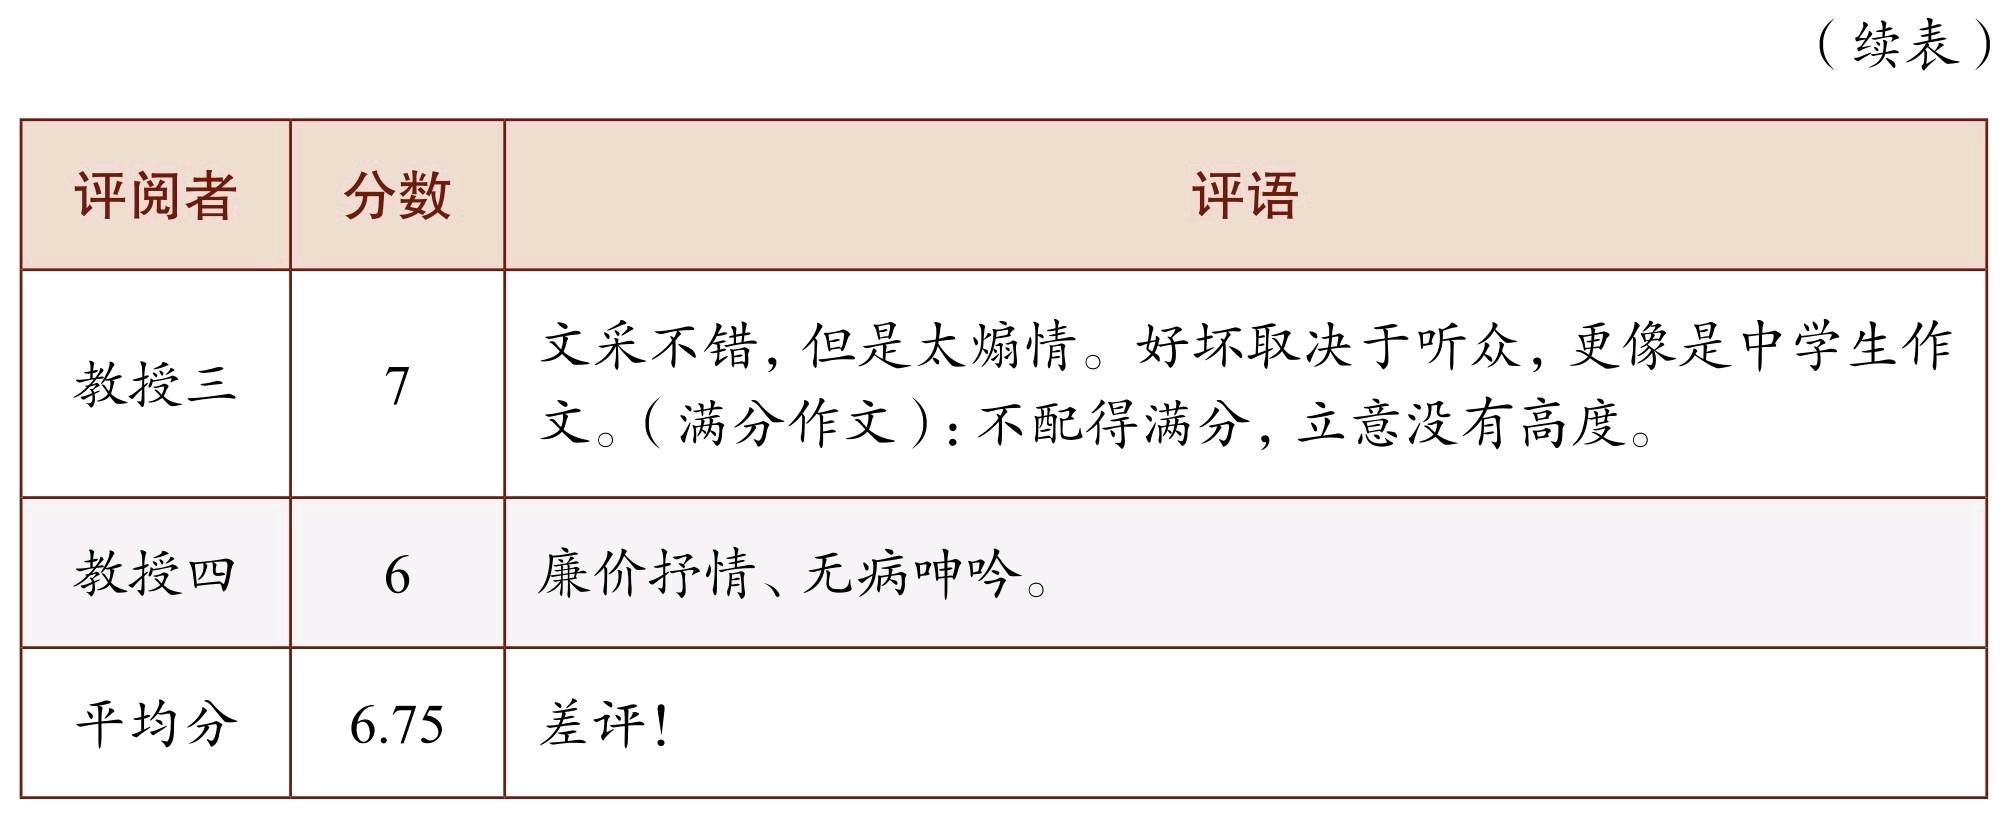 （续表）
评阅者 分数 评语
教授三 7 文采不错，但是太煽情。好坏取决于听众，更像是中学生作
文。（满分作文）：不配得满分，立意没有高度。
教授四 6 廉价抒情、无病呻吟。
平均分 6.75 差评！